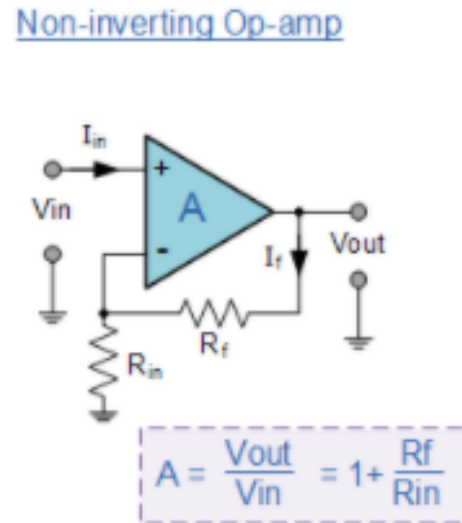 Non-inverting Op-amp
Iin
+
Vin
A
-
If
Vout
Rf
Rin
A = Vout/Vin = 1+ Rf/Rin